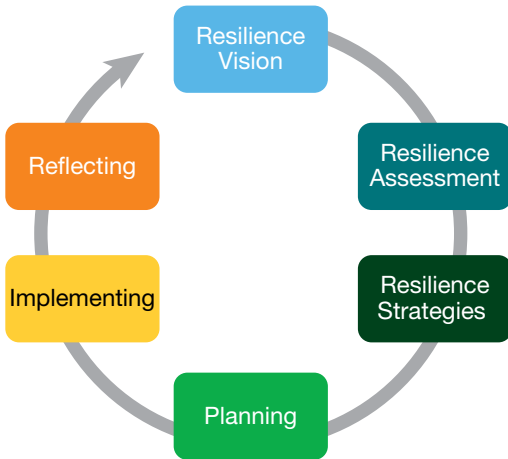 Resilience
Vision
Resilience
Assessment
Resilience
Strategies
Planning
Implementing
Reflecting